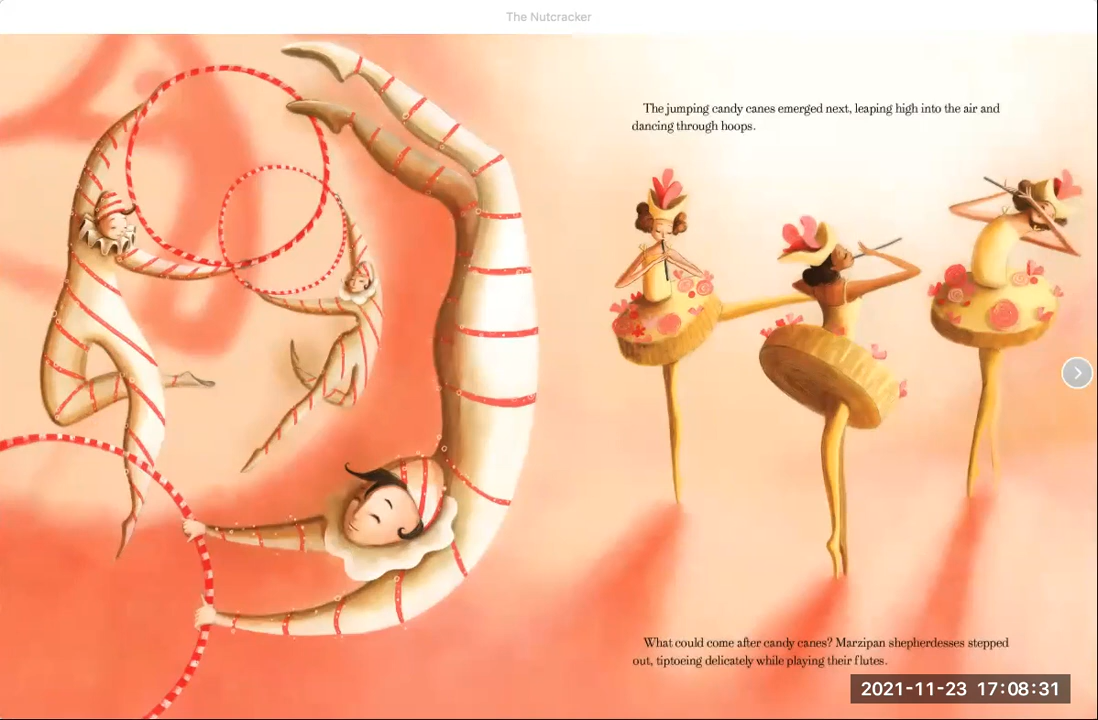 The Nutcracker
The jumping candy canes emerged next, leaping high into the air and
dancing through hoops.
What could come after candy canes? Marzipan shepherdesses stepped
out, tiptoeing delicately while playing their flutes.
2021-11-23 17:08:31